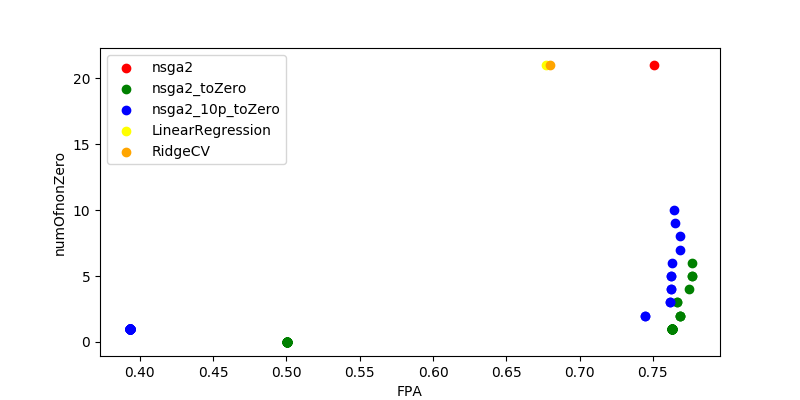 nsga2
nsga2_toZero
nsga2_10p_toZero
LinearRegression
RidgeCV
numOfnonZero
20
15
10
5
0
0.40 0.45 0.50 0.55 0.60 0.65 0.70 0.75
FPA